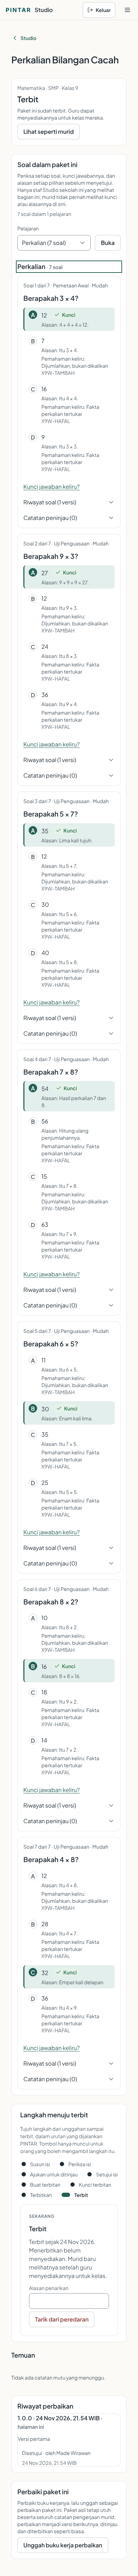 PINTAR Studio
Keluar
Studio
Perkalian Bilangan Cacah
Matematika · SMP · Kelas 9
Terbit
Paket ini sudah terbit. Guru dapat
menyediakannya untuk kelas mereka.
Lihat seperti murid
Soal dalam paket ini
Periksa setiap soal, kunci jawabannya, dan
alasan setiap pilihan sebelum menyetujui.
Hanya staf Studio sekolah ini yang melihat
bagian ini; murid tidak pernah melihat kunci
atau alasannya di sini.
7 soal dalam 1 pelajaran
Pelajaran
Perkalian (7 soal)
Buka
Perkalian · 7 soal
Soal 1 dari 7 · Pemetaan Awal · Mudah
Berapakah 3 × 4?
A 12 Kunci
Alasan: 4 + 4 + 4 = 12.
B 7
Alasan: Itu 3 + 4.
Pemahaman keliru:
Dijumlahkan, bukan dikalikan
X9W-TAMBAH
C 16
Alasan: Itu 4 × 4.
Pemahaman keliru: Fakta
perkalian tertukar
X9W-HAFAL
D 9
Alasan: Itu 3 × 3.
Pemahaman keliru: Fakta
perkalian tertukar
X9W-HAFAL
Kunci jawaban keliru?
Riwayat soal (1 versi)
Catatan peninjau (0)
Soal 2 dari 7 · Uji Penguasaan · Mudah
Berapakah 9 × 3?
A 27 Kunci
Alasan: 9 + 9 + 9 = 27.
B 12
Alasan: Itu 9 + 3.
Pemahaman keliru:
Dijumlahkan, bukan dikalikan
X9W-TAMBAH
C 24
Alasan: Itu 8 × 3.
Pemahaman keliru: Fakta
perkalian tertukar
X9W-HAFAL
D 36
Alasan: Itu 9 × 4.
Pemahaman keliru: Fakta
perkalian tertukar
X9W-HAFAL
Kunci jawaban keliru?
Riwayat soal (1 versi)
Catatan peninjau (0)
Soal 3 dari 7 · Uji Penguasaan · Mudah
Berapakah 5 × 7?
A 35 Kunci
Alasan: Lima kali tujuh.
B 12
Alasan: Itu 5 + 7.
Pemahaman keliru:
Dijumlahkan, bukan dikalikan
X9W-TAMBAH
C 30
Alasan: Itu 5 × 6.
Pemahaman keliru: Fakta
perkalian tertukar
X9W-HAFAL
D 40
Alasan: Itu 5 × 8.
Pemahaman keliru: Fakta
perkalian tertukar
X9W-HAFAL
Kunci jawaban keliru?
Riwayat soal (1 versi)
Catatan peninjau (0)
Soal 4 dari 7 · Uji Penguasaan · Mudah
Berapakah 7 × 8?
A 54 Kunci
Alasan: Hasil perkalian 7 dan
8.
B 56
Alasan: Hitung ulang
penjumlahannya.
Pemahaman keliru: Fakta
perkalian tertukar
X9W-HAFAL
C 15
Alasan: Itu 7 + 8.
Pemahaman keliru:
Dijumlahkan, bukan dikalikan
X9W-TAMBAH
D 63
Alasan: Itu 7 × 9.
Pemahaman keliru: Fakta
perkalian tertukar
X9W-HAFAL
Kunci jawaban keliru?
Riwayat soal (1 versi)
Catatan peninjau (0)
Soal 5 dari 7 · Uji Penguasaan · Mudah
Berapakah 6 × 5?
A 11
Alasan: Itu 6 + 5.
Pemahaman keliru:
Dijumlahkan, bukan dikalikan
X9W-TAMBAH
B 30 Kunci
Alasan: Enam kali lima.
C 35
Alasan: Itu 7 × 5.
Pemahaman keliru: Fakta
perkalian tertukar
X9W-HAFAL
D 25
Alasan: Itu 5 × 5.
Pemahaman keliru: Fakta
perkalian tertukar
X9W-HAFAL
Kunci jawaban keliru?
Riwayat soal (1 versi)
Catatan peninjau (0)
Soal 6 dari 7 · Uji Penguasaan · Mudah
Berapakah 8 × 2?
A 10
Alasan: Itu 8 + 2.
Pemahaman keliru:
Dijumlahkan, bukan dikalikan
X9W-TAMBAH
B 16 Kunci
Alasan: 8 + 8 = 16.
C 18
Alasan: Itu 9 × 2.
Pemahaman keliru: Fakta
perkalian tertukar
X9W-HAFAL
D 14
Alasan: Itu 7 × 2.
Pemahaman keliru: Fakta
perkalian tertukar
X9W-HAFAL
Kunci jawaban keliru?
Riwayat soal (1 versi)
Catatan peninjau (0)
Soal 7 dari 7 · Uji Penguasaan · Mudah
Berapakah 4 × 8?
A 12
Alasan: Itu 4 + 8.
Pemahaman keliru:
Dijumlahkan, bukan dikalikan
X9W-TAMBAH
B 28
Alasan: Itu 4 × 7.
Pemahaman keliru: Fakta
perkalian tertukar
X9W-HAFAL
C 32 Kunci
Alasan: Empat kali delapan.
D 36
Alasan: Itu 4 × 9.
Pemahaman keliru: Fakta
perkalian tertukar
X9W-HAFAL
Kunci jawaban keliru?
Riwayat soal (1 versi)
Catatan peninjau (0)
Langkah menuju terbit
Tujuh langkah dari unggahan sampai
terbit, dalam urutan yang dijalankan
PINTAR. Tombol hanya muncul untuk
orang yang boleh mengambil langkah itu.
Susun isi Periksa isi
Ajukan untuk ditinjau Setujui isi
Buat terbitan Kunci terbitan
Terbitkan Terbit
SEKARANG
Terbit
Terbit sejak 24 Nov 2026.
Menerbitkan belum
menyediakan. Murid baru
melihatnya setelah guru
menyediakannya untuk kelas.
Alasan penarikan
Tarik dari peredaran
Temuan
Tidak ada catatan mutu yang menunggu.
Riwayat perbaikan
1.0.0 · 24 Nov 2026, 21.54 WIB ·
halaman ini
Versi pertama
Disetujui · oleh Made Wirawan
24 Nov 2026, 21.54 WIB
Perbaiki paket ini
Perbaiki buku kerjanya, lalu unggah sebagai
perbaikan paket ini. Paket asli tetap utuh
beserta seluruh catatan pengerjaan murid;
perbaikan menjadi versi berikutnya, ditinjau
dan diterbitkan seperti biasa.
Unggah buku kerja perbaikan